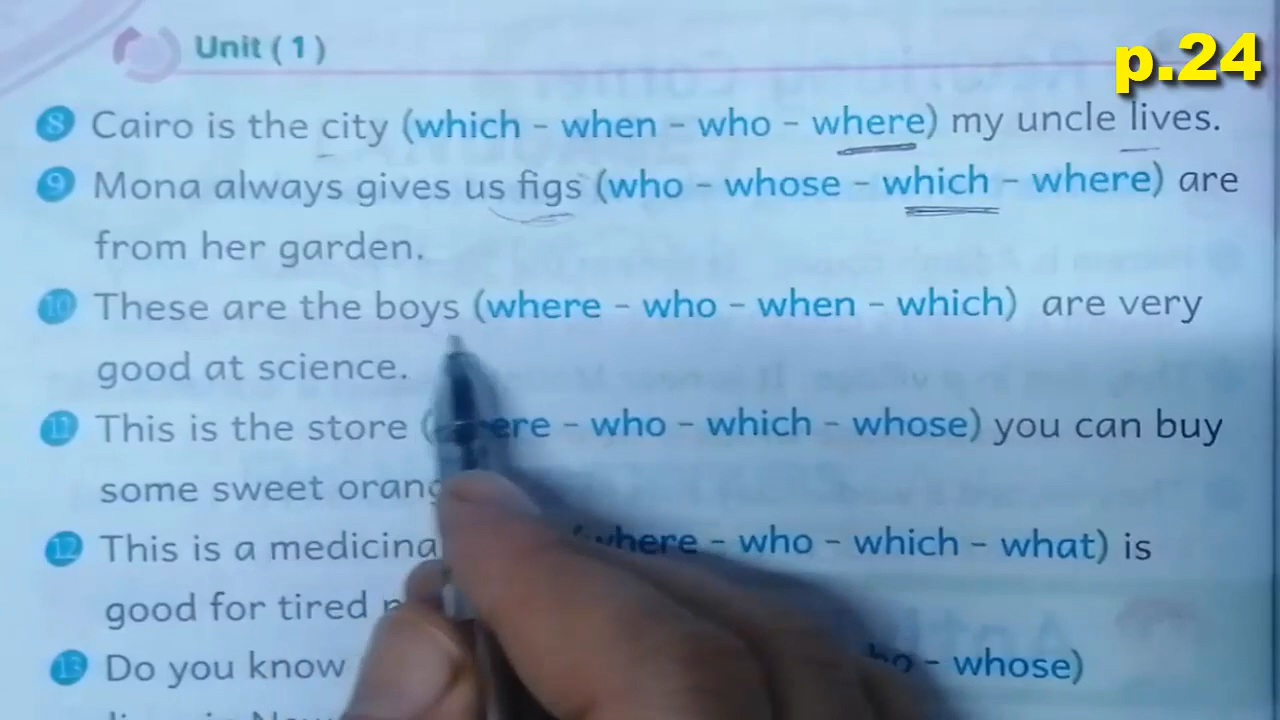 Unit ( 1 )
p.24
8 Cairo is the city (which - when - who - where) my uncle lives.
9 Mona always gives us figs (who - whose - which - where) are
from her garden.
10 These are the boys (where - who - when - which) are very
good at science.
11 This is the store ( - who - which - whose) you can buy
some sweet
12 This is a (where - who - which - what) is
good for tired
13 Do you know - whose)